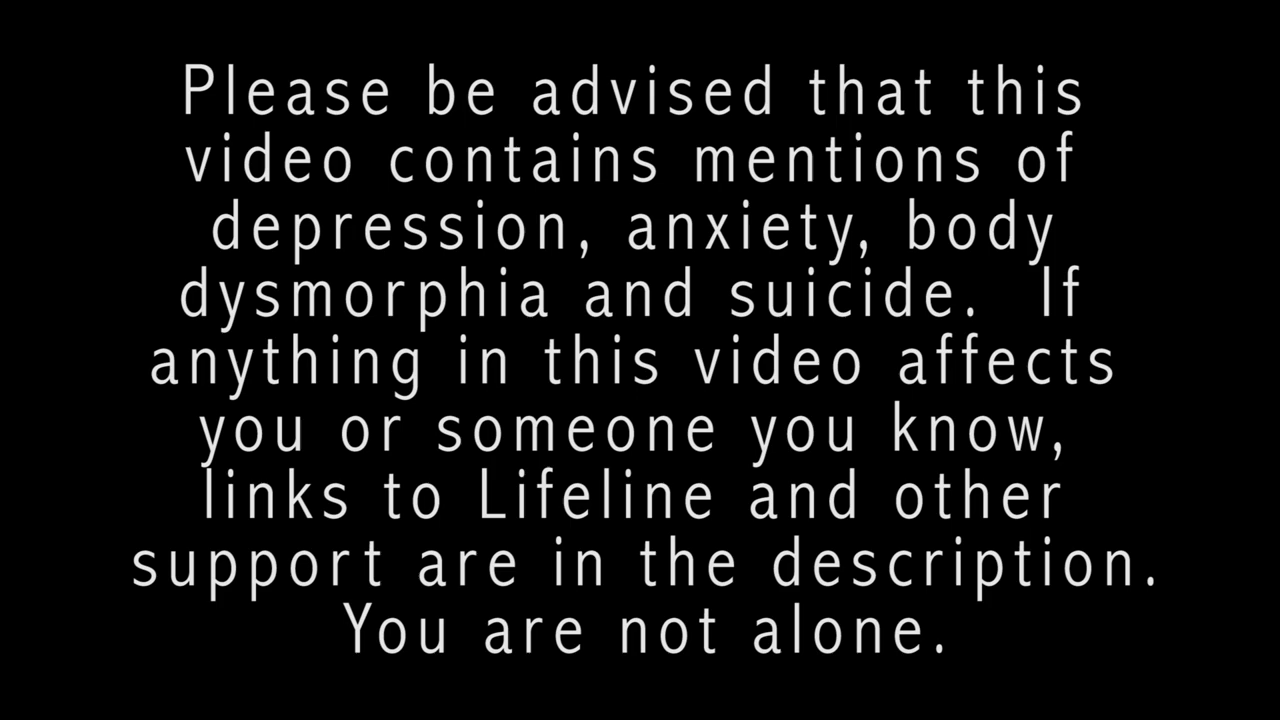 Please be advised that this
video contains mentions of
depression, anxiety, body
dysmorphia and suicide.  If
anything in this video affects
you or someone you know,
links to Lifeline and other
support are in the description.
You are not alone.